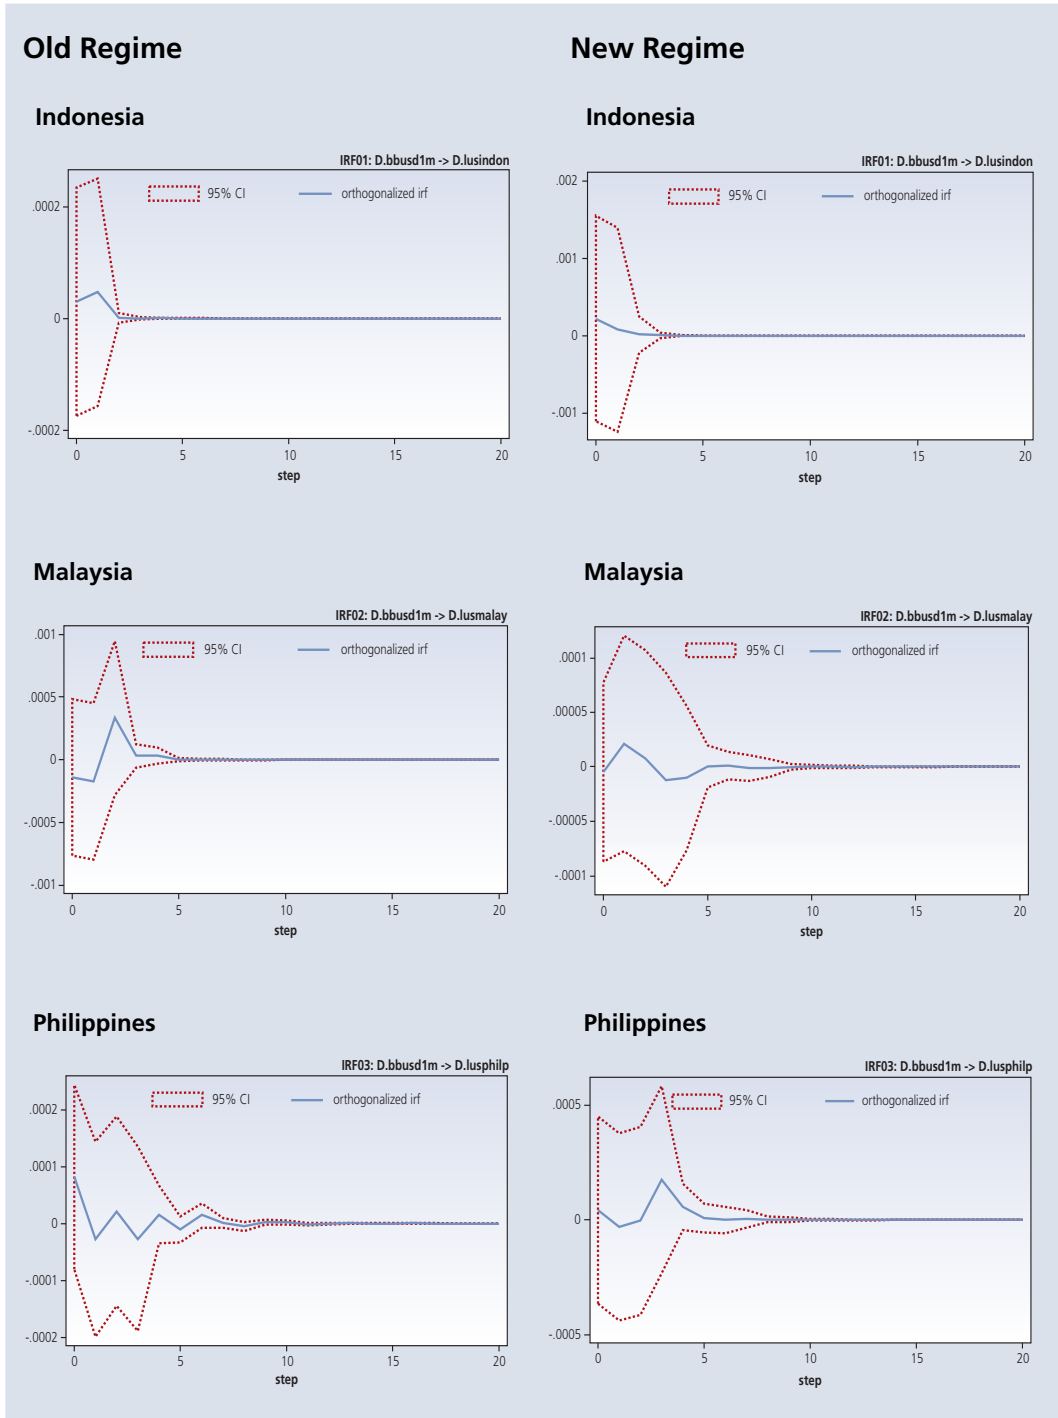 Old Regime
New Regime
Indonesia
Indonesia
IRF01: D.bbusd1m -> D.lusindon
95% CI
orthogonalized irf
.0002
0
-.0002
0
5
10
15
20
step
IRF01: D.bbusd1m -> D.lusindon
95% CI
orthogonalized irf
.002
.001
0
-.001
0
5
10
15
20
step
Malaysia
Malaysia
IRF02: D.bbusd1m -> D.lusmalay
95% CI
orthogonalized irf
.001
.0005
0
-.0005
-.001
0
5
10
15
20
step
IRF02: D.bbusd1m -> D.lusmalay
95% CI
orthogonalized irf
.0001
.00005
0
-.00005
-.0001
0
5
10
15
20
step
Philippines
Philippines
IRF03: D.bbusd1m -> D.lusphilp
95% CI
orthogonalized irf
.0002
.0001
0
-.0001
-.0002
0
5
10
15
20
step
IRF03: D.bbusd1m -> D.lusphilp
95% CI
orthogonalized irf
.0005
0
-.0005
0
5
10
15
20
step